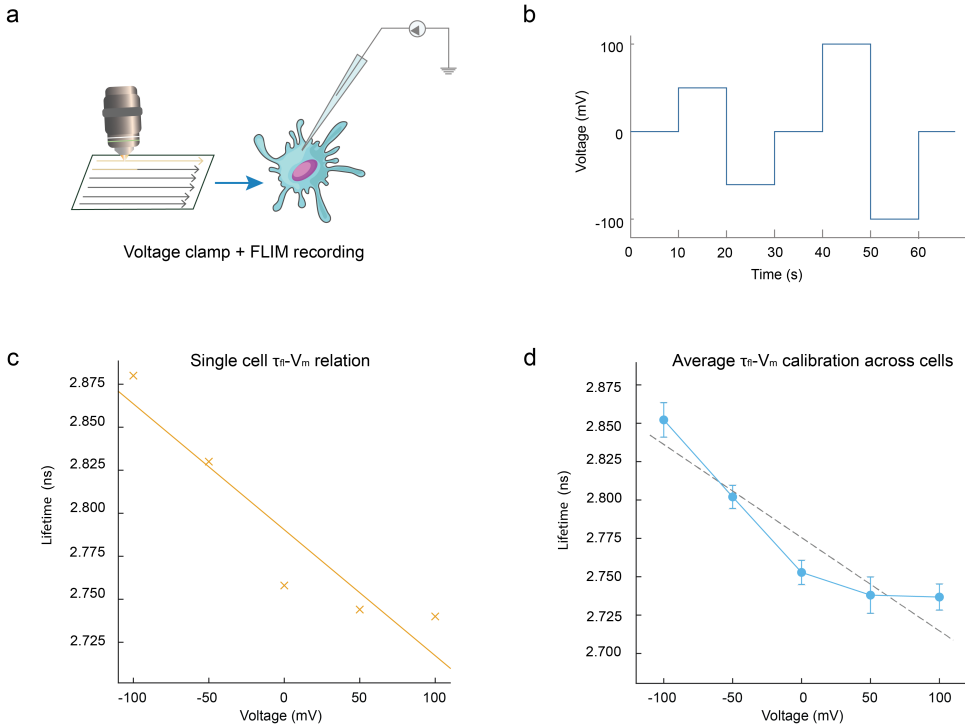 a
Voltage clamp + FLIM recording
b
Voltage (mV)
100
0
-100
0 10 20 30 40 50 60
Time (s)
c
Single cell τfl-Vm relation
Lifetime (ns)
2.875
2.850
2.825
2.800
2.775
2.750
2.725
-100 -50 0 50 100
Voltage (mV)
d
Average τfl-Vm calibration across cells
Lifetime (ns)
2.875
2.850
2.825
2.800
2.775
2.750
2.725
2.700
-100 -50 0 50 100
Voltage (mV)